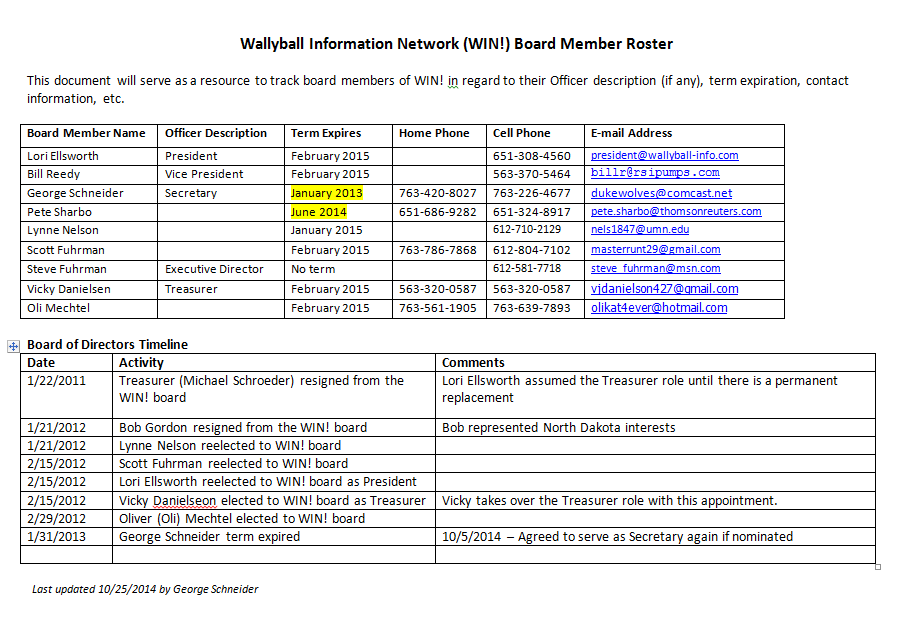 Wallyball Information Network (WIN!) Board Member Roster
This document will serve as a resource to track board members of WIN! in regard to their Officer description (if any), term expiration, contact
information, etc.
Board Member Name Officer Description Term Expires Home Phone Cell Phone E-mail Address
Lori Ellsworth President February 2015 651-308-4560 president@wallyball-info.com
Bill Reedy Vice President February 2015 563-370-5464 billr@rsipumps.com
George Schneider Secretary January 2013 763-420-8027 763-226-4677 dukewolves@comcast.net
Pete Sharbo June 2014 651-686-9282 651-324-8917 pete.sharbo@thomsonreuters.com
Lynne Nelson January 2015 612-710-2129 nels1847@umn.edu
Scott Fuhrman February 2015 763-786-7868 612-804-7102 masterrunt29@gmail.com
Steve Fuhrman Executive Director No term 612-581-7718 steve_fuhrman@msn.com
Vicky Danielsen Treasurer February 2015 563-320-0587 563-320-0587 vjdanielson427@gmail.com
Oli Mechtel February 2015 763-561-1905 763-639-7893 olikat4ever@hotmail.com
Board of Directors Timeline
Date Activity Comments
1/22/2011 Treasurer (Michael Schroeder) resigned from the Lori Ellsworth assumed the Treasurer role until there is a permanent
WIN! board replacement
1/21/2012 Bob Gordon resigned from the WIN! board Bob represented North Dakota interests
1/21/2012 Lynne Nelson reelected to WIN! board
2/15/2012 Scott Fuhrman reelected to WIN! board
2/15/2012 Lori Ellsworth reelected to WIN! board as President
2/15/2012 Vicky Danielseon elected to WIN! board as Treasurer Vicky takes over the Treasurer role with this appointment.
2/29/2012 Oliver (Oli) Mechtel elected to WIN! board
1/31/2013 George Schneider term expired 10/5/2014 – Agreed to serve as Secretary again if nominated
Last updated 10/25/2014 by George Schneider